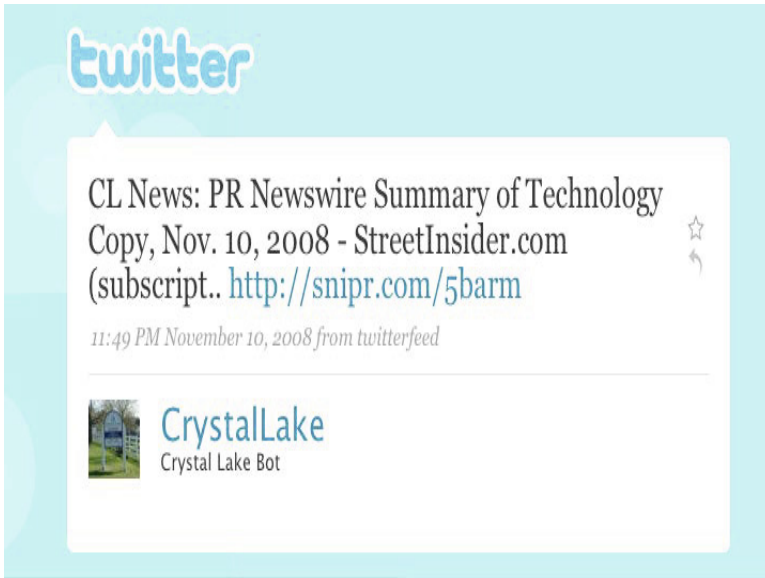 twitter
CL News: PR Newswire Summary of Technology
Copy, Nov. 10, 2008 - StreetInsider.com
(subscript.. http://snipr.com/5barm
11:49 PM November 10, 2008 from twitterfeed
CrystalLake
Crystal Lake Bot